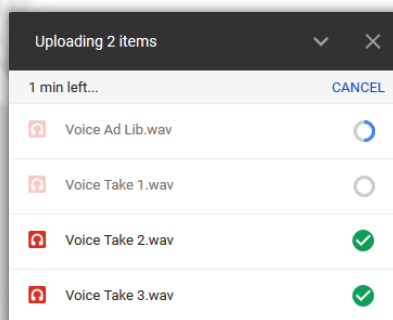 Uploading 2 items
1 min left... CANCEL
Voice Ad Lib.wav
Voice Take 1.wav
Voice Take 2.wav
Voice Take 3.wav